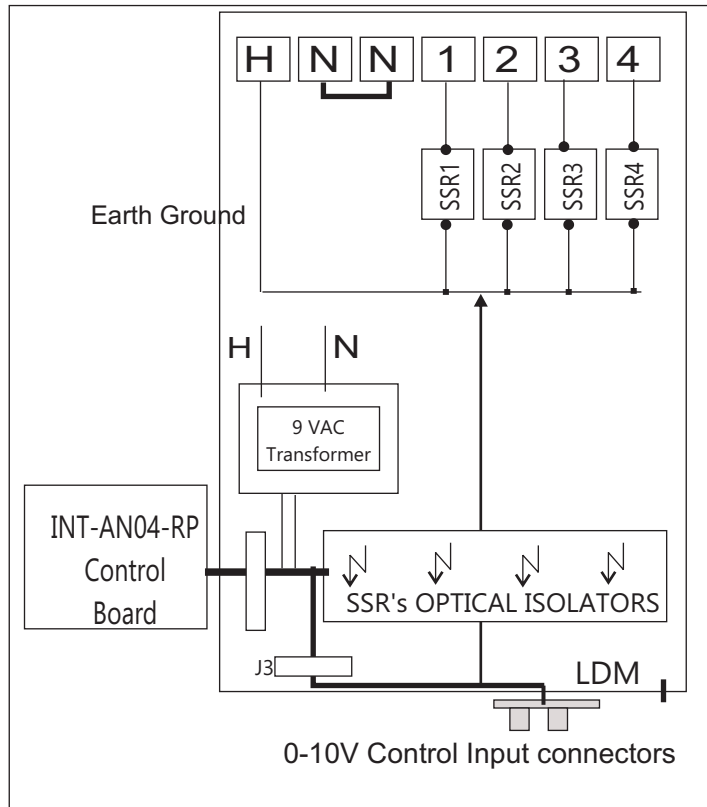 H N N 1 2 3 4
SSR1 SSR2 SSR3 SSR4
Earth Ground
H N
9 VAC
Transformer
INT-AN04-RP
Control
Board
SSR's OPTICAL ISOLATORS
J3
LDM
0-10V Control Input connectors